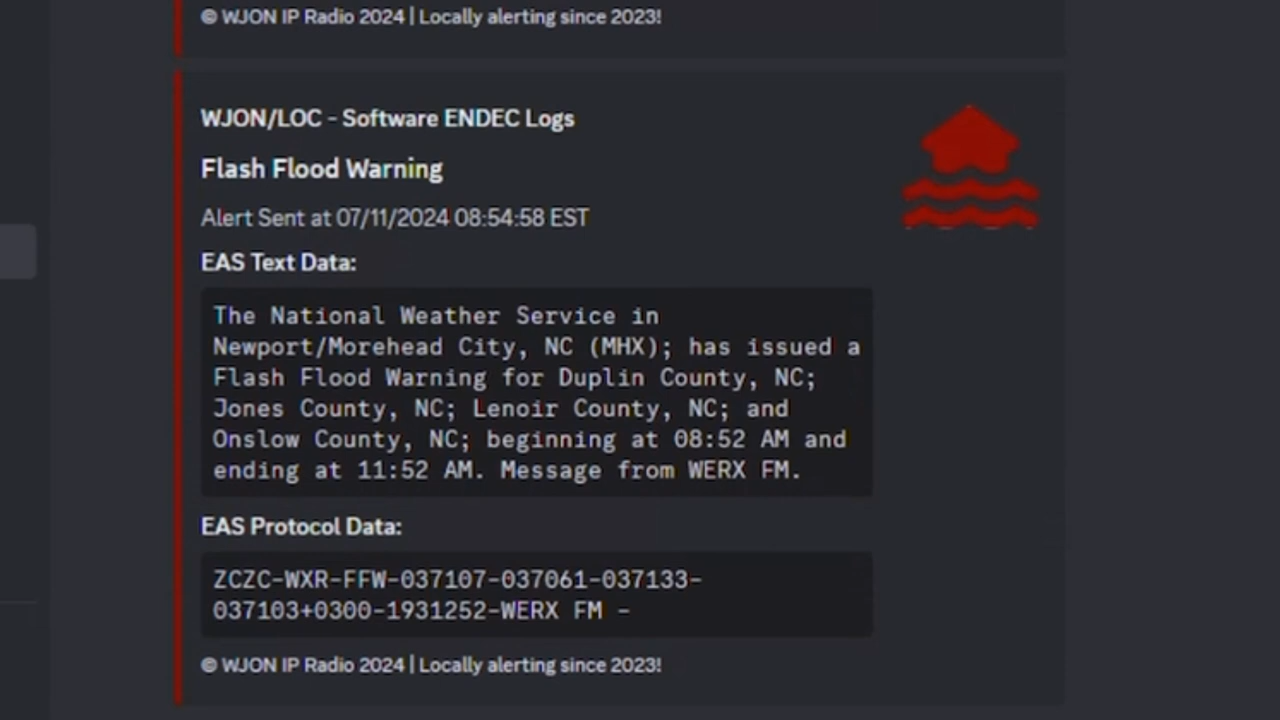 © WJON IP Radio 2024 | Locally alerting since 2023!
WJON/LOC - Software ENDEC Logs
Flash Flood Warning
Alert Sent at 07/11/2024 08:54:58 EST
EAS Text Data:
The National Weather Service in
Newport/Morehead City, NC (MHX); has issued a
Flash Flood Warning for Duplin County, NC;
Jones County, NC; Lenoir County, NC; and
Onslow County, NC; beginning at 08:52 AM and
ending at 11:52 AM. Message from WERX FM.
EAS Protocol Data:
ZCZC-WXR-FFW-037107-037061-037133-
037103+0300-1931252-WERX FM -
© WJON IP Radio 2024 | Locally alerting since 2023!